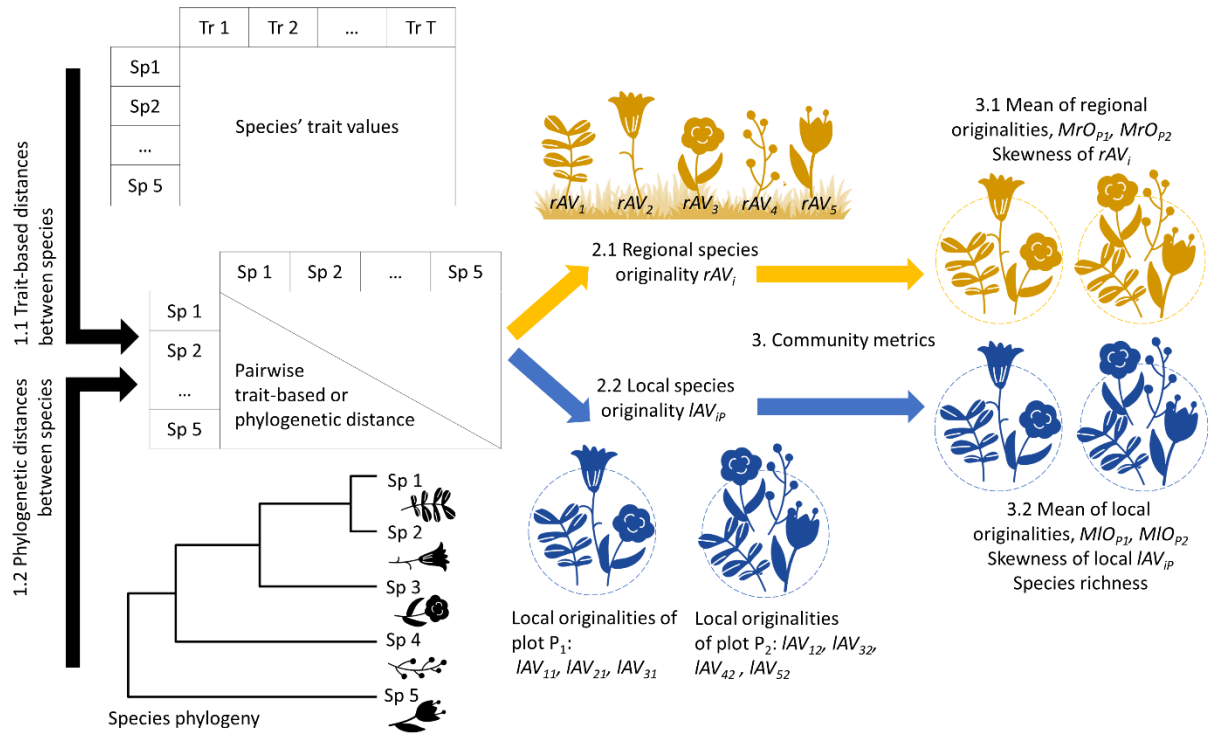 Tr 1 Tr 2 ... Tr T
Sp1
Sp2
...
Sp 5
Species’ trait values
1.1 Trait-based distances
between species
Sp 1 Sp 2 ... Sp 5
Sp 1
Sp 2
...
Sp 5
Pairwise
trait-based or
phylogenetic distance
1.2 Phylogenetic distances
between species
Sp 1
Sp 2
Sp 3
Sp 4
Sp 5
Species phylogeny
rAV1 rAV2 rAV3 rAV4 rAV5
2.1 Regional species
originality rAVi
3. Community metrics
2.2 Local species
originality lAViP
Local originalities of
plot P1:
lAV11, lAV21, lAV31
Local originalities
of plot P2: lAV12, lAV32,
lAV42 , lAV52
3.1 Mean of regional
originalities, MrOP1, MrOP2
Skewness of rAVi
3.2 Mean of local
originalities, MlOP1, MlOP2
Skewness of local lAViP
Species richness